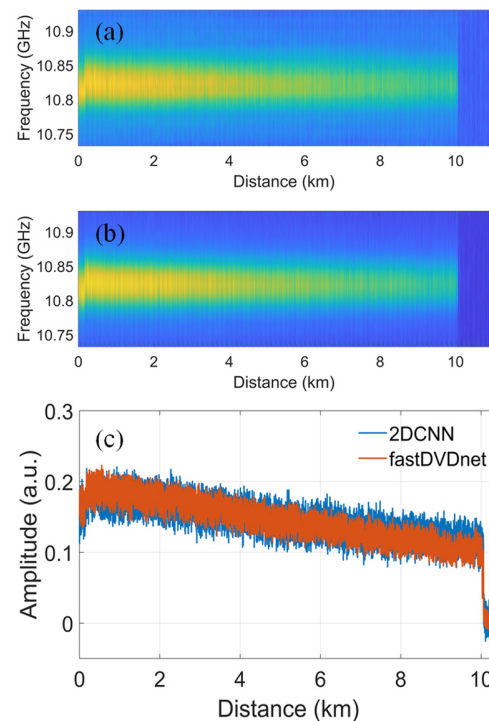 (a)
Frequency (GHz)
10.9
10.85
10.8
10.75
0 2 4 6 8 10
Distance (km)
(b)
Frequency (GHz)
10.9
10.85
10.8
10.75
0 2 4 6 8 10
Distance (km)
(c)
2DCNN
fastDVDnet
Amplitude (a.u.)
0.3
0.2
0.1
0
0 2 4 6 8 10
Distance (km)